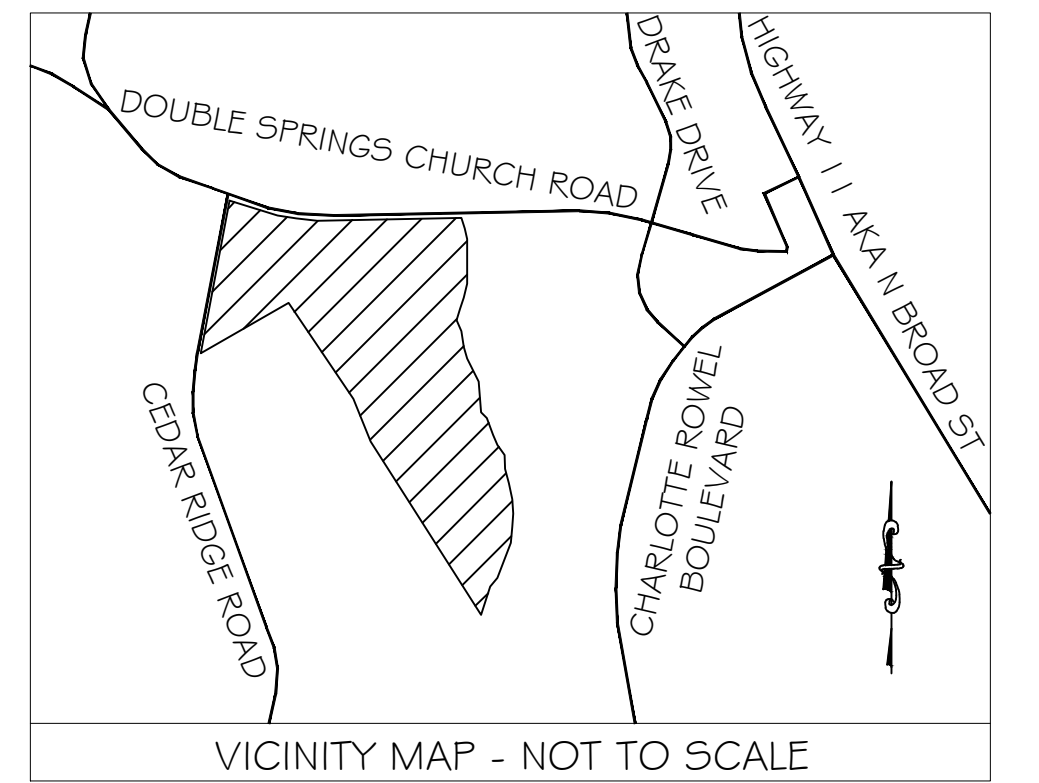 DRAKE DRIVE
HIGHWAY 11 AKA N BROAD ST
DOUBLE SPRINGS CHURCH ROAD
CEDAR RIDGE ROAD
CHARLOTTE ROWEL
BOULEVARD
VICINITY MAP - NOT TO SCALE